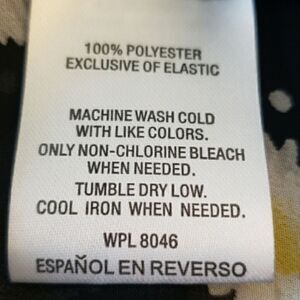 100% POLYESTER
EXCLUSIVE OF ELASTIC
MACHINE WASH COLD
WITH LIKE COLORS.
ONLY NON-CHLORINE BLEACH
WHEN NEEDED.
TUMBLE DRY LOW.
COOL IRON WHEN NEEDED.
WPL 8046
ESPAÑOL EN REVERSO